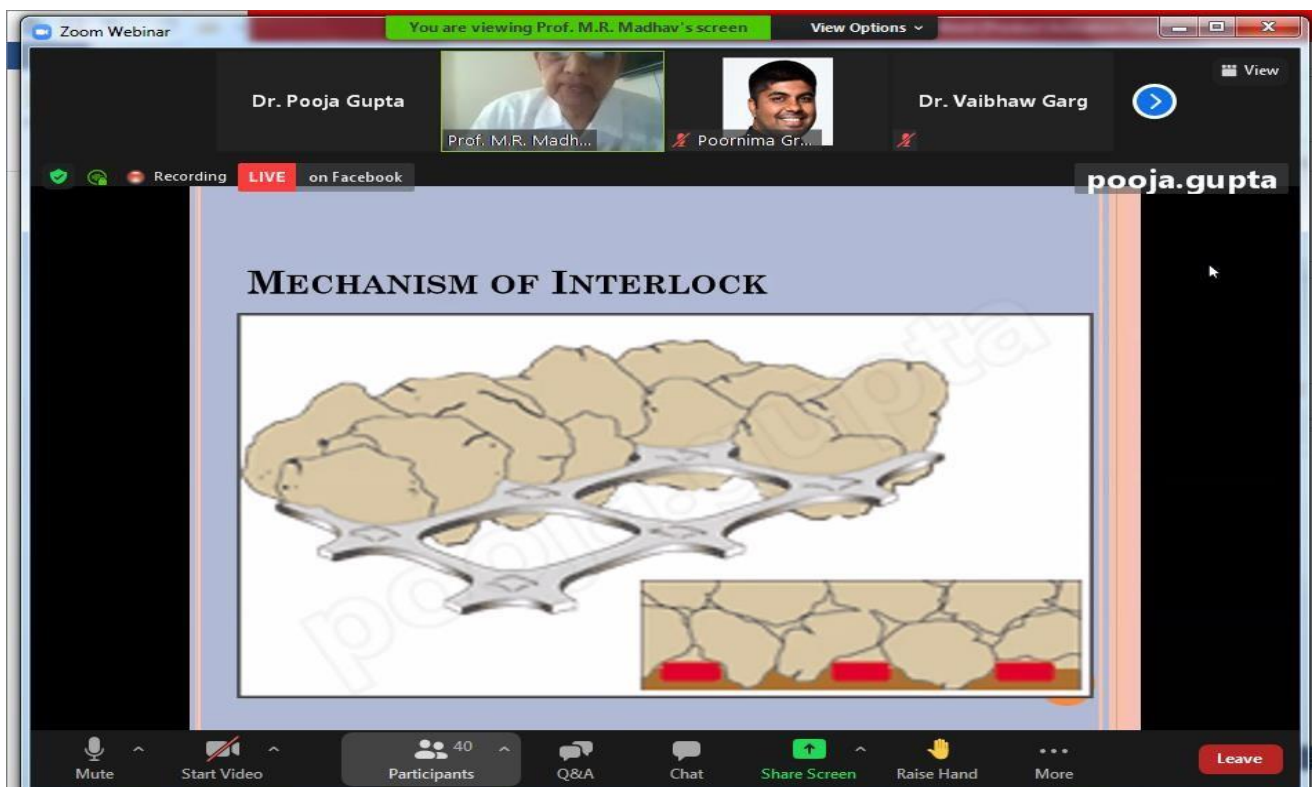 Zoom Webinar
You are viewing Prof. M.R. Madhav's screen
View Options
View
Dr. Pooja Gupta
Prof. M.R. Madh...
Poornima Gr...
Dr. Vaibhaw Garg
Recording
LIVE on Facebook
pooja.gupta
MECHANISM OF INTERLOCK
pooja.gupta
Mute
Start Video
40
Participants
Q&A
Chat
Share Screen
Raise Hand
More
Leave